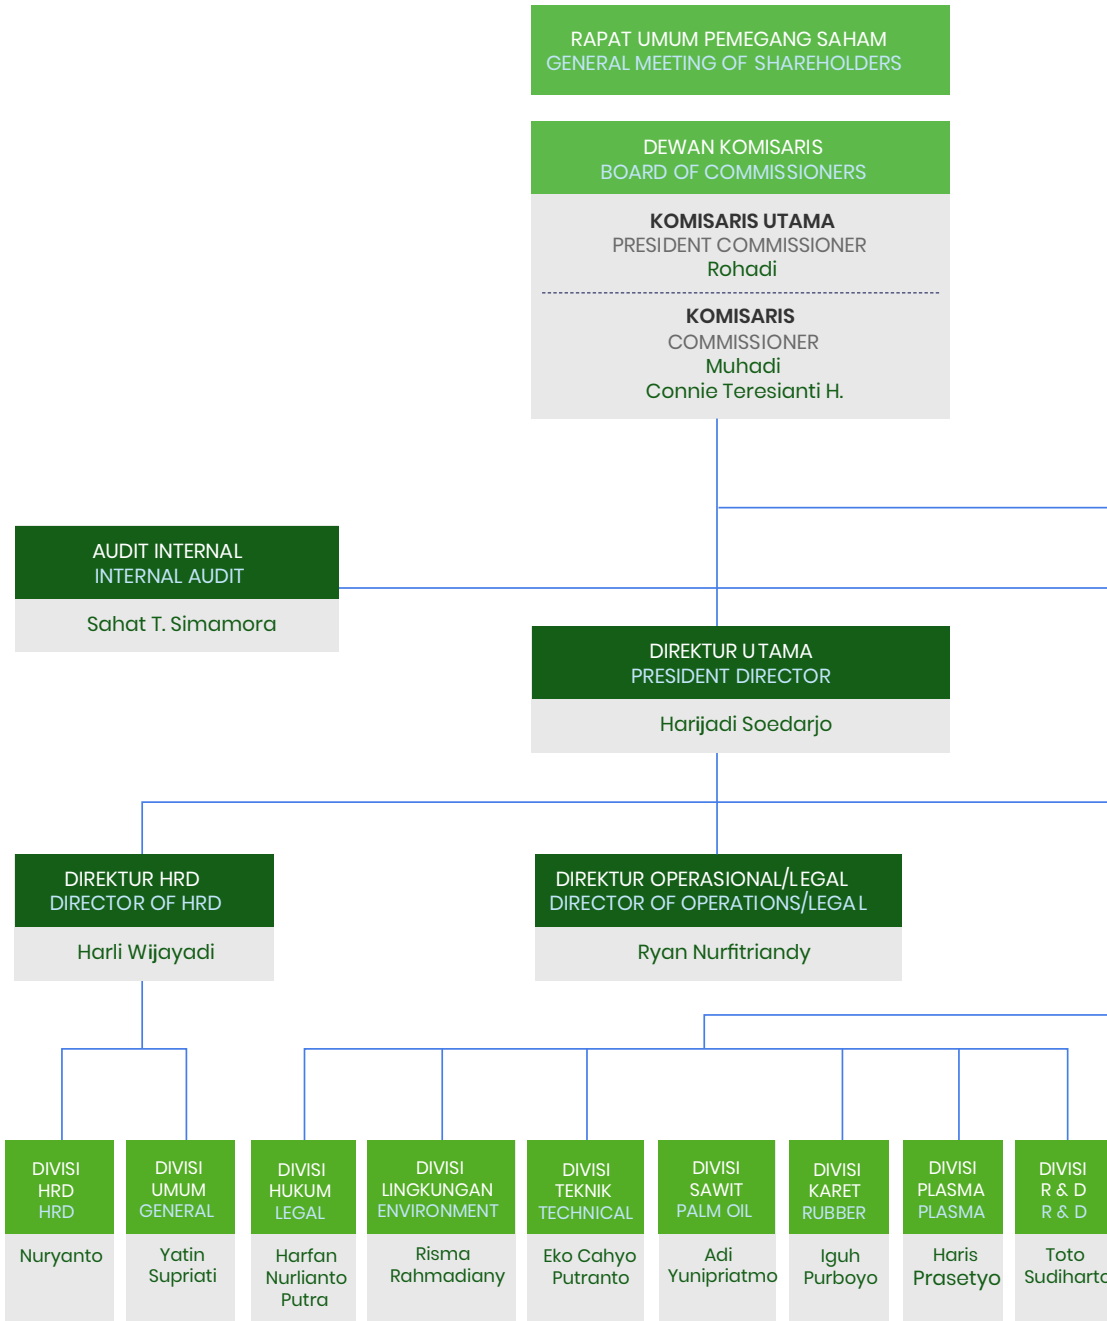 RAPAT UMUM PEMEGANG SAHAM
GENERAL MEETING OF SHAREHOLDERS
DEWAN KOMISARIS
BOARD OF COMMISSIONERS
KOMISARIS UTAMA
PRESIDENT COMMISSIONER
Rohadi
KOMISARIS
COMMISSIONER
Muhadi
Connie Teresianti H.
AUDIT INTERNAL
INTERNAL AUDIT
Sahat T. Simamora
DIREKTUR UTAMA
PRESIDENT DIRECTOR
Harijadi Soedarjo
DIREKTUR HRD
DIRECTOR OF HRD
Harli Wijayadi
DIREKTUR OPERASIONAL/LEGAL
DIRECTOR OF OPERATIONS/LEGAL
Ryan Nurfitriandy
DIVISI
HRD
HRD
Nuryanto
DIVISI
UMUM
GENERAL
Yatin
Supriati
DIVISI
HUKUM
LEGAL
Harfan
Nurlianto
Putra
DIVISI
LINGKUNGAN
ENVIRONMENT
Risma
Rahmadiany
DIVISI
TEKNIK
TECHNICAL
Eko Cahyo
Putranto
DIVISI
SAWIT
PALM OIL
Adi
Yunipriatmo
DIVISI
KARET
RUBBER
Iguh
Purboyo
DIVISI
PLASMA
PLASMA
Haris
Prasetyo
DIVISI
R & D
R & D
Toto
Sudiharto